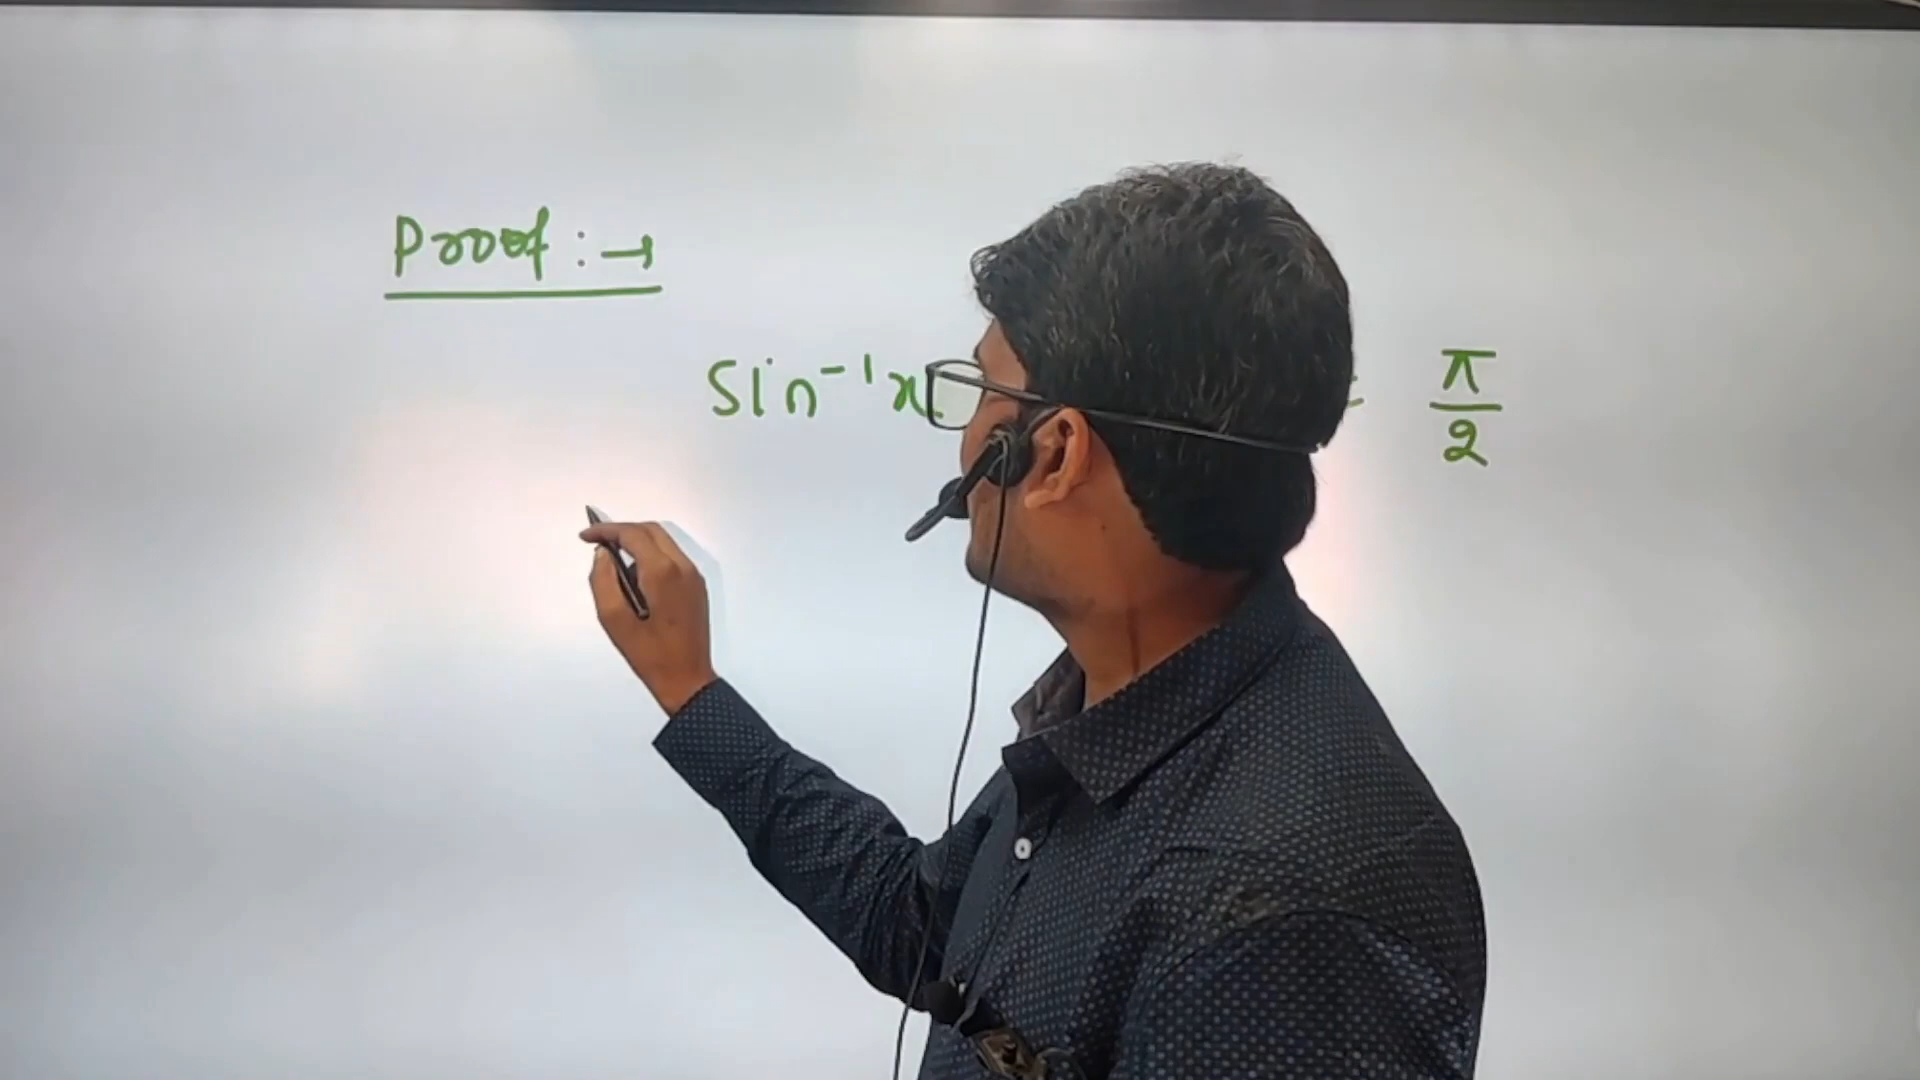 Proof :→
Sin⁻¹x = π/2